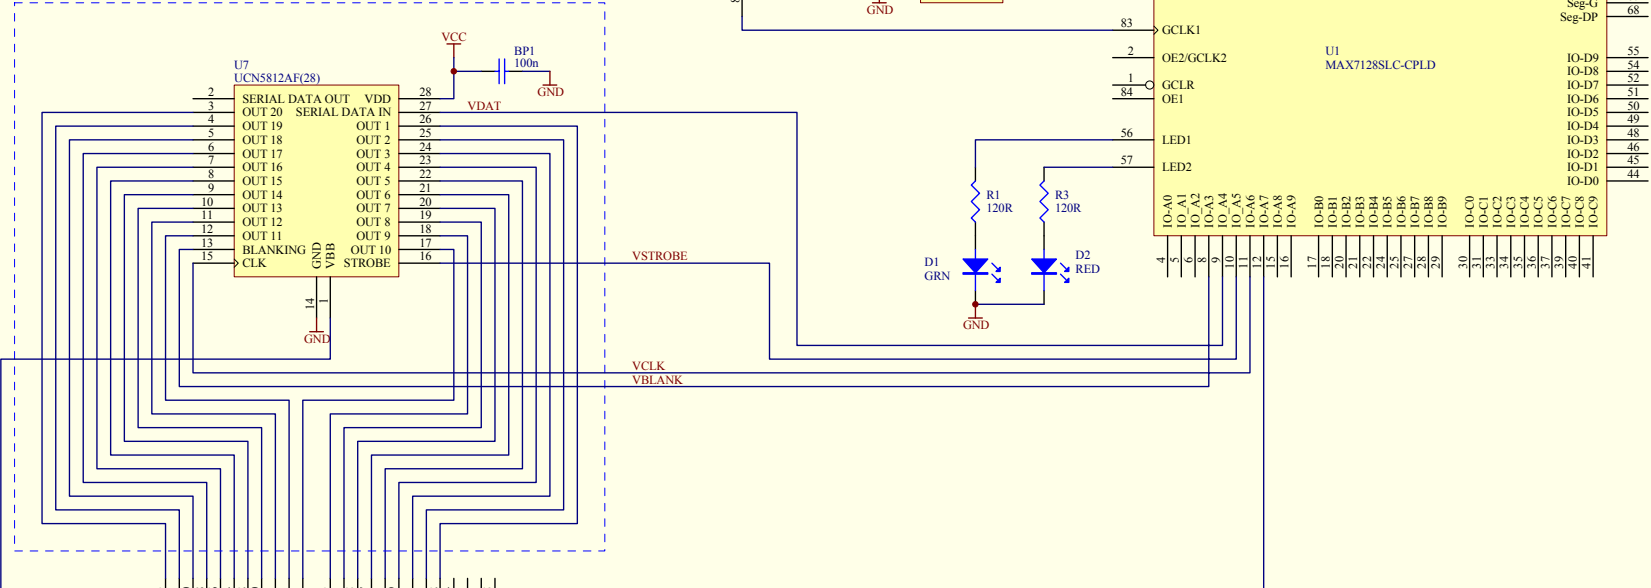 GND
Seg-G
Seg-DP
68
83
GCLK1
2
OE2/GCLK2
1
GCLR
84
OE1
56
LED1
57
LED2
U1
MAX7128SLC-CPLD
IO-D9 55
IO-D8 54
IO-D7 52
IO-D6 51
IO-D5 50
IO-D4 49
IO-D3 48
IO-D2 46
IO-D1 45
IO-D0 44
VCC
BP1
100n
GND
U7
UCN5812AF(28)
2 SERIAL DATA OUT VDD 28
3 OUT 20 SERIAL DATA IN 27
4 OUT 19 OUT 1 26
5 OUT 18 OUT 2 25
6 OUT 17 OUT 3 24
7 OUT 16 OUT 4 23
8 OUT 15 OUT 5 22
9 OUT 14 OUT 6 21
10 OUT 13 OUT 7 20
11 OUT 12 OUT 8 19
12 OUT 11 OUT 9 18
13 BLANKING OUT 10 17
15 CLK STROBE 16
GND VBB
14 1
GND
VDAT
VSTROBE
VCLK
VBLANK
R1
120R
R3
120R
D1
GRN
D2
RED
GND
IO-A0 IO_A1 IO_A2 IO-A3 IO_A4 IO_A5 IO-A6 IO-A7 IO-A8 IO-A9
4 5 6 8 9 10 11 12 15 16
IO-B0 IO-B1 IO-B2 IO-B3 IO-B4 IO-B5 IO-B6 IO-B7 IO-B8 IO-B9
17 18 20 21 22 24 25 27 28 29
IO-C0 IO-C1 IO-C2 IO-C3 IO-C4 IO-C5 IO-C6 IO-C7 IO-C8 IO-C9
30 31 33 34 35 36 37 39 40 41